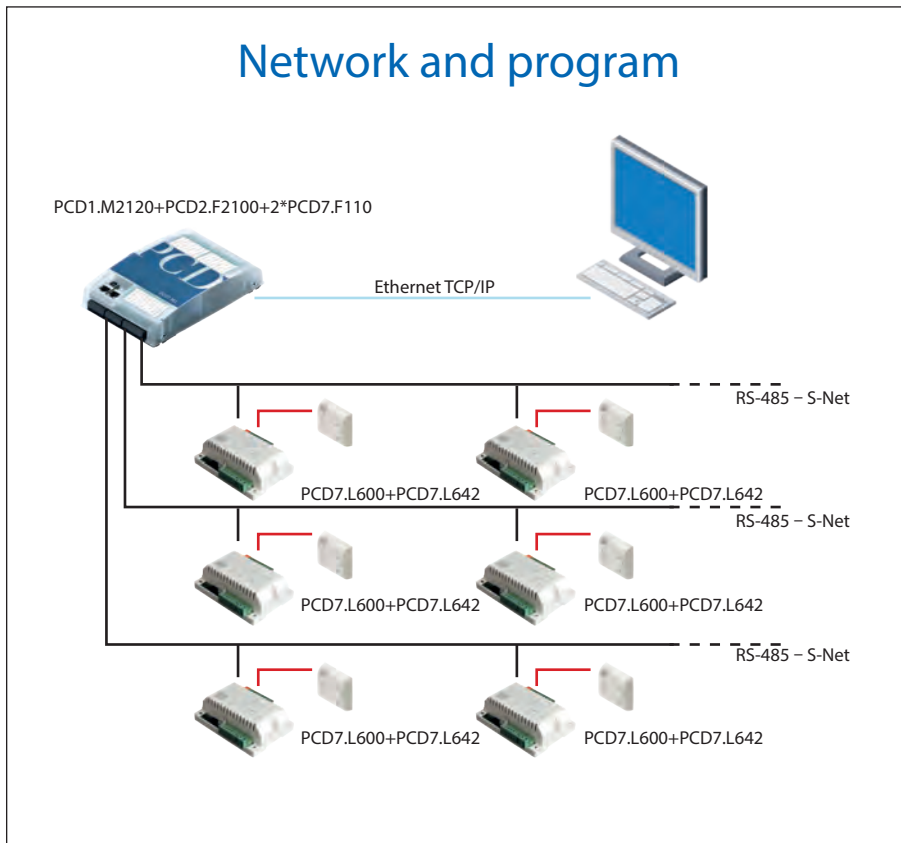 Network and program
PCD1.M2120+PCD2.F2100+2*PCD7.F110
PCD
Ethernet TCP/IP
RS-485 – S-Net
PCD7.L600+PCD7.L642
PCD7.L600+PCD7.L642
RS-485 – S-Net
PCD7.L600+PCD7.L642
PCD7.L600+PCD7.L642
RS-485 – S-Net
PCD7.L600+PCD7.L642
PCD7.L600+PCD7.L642